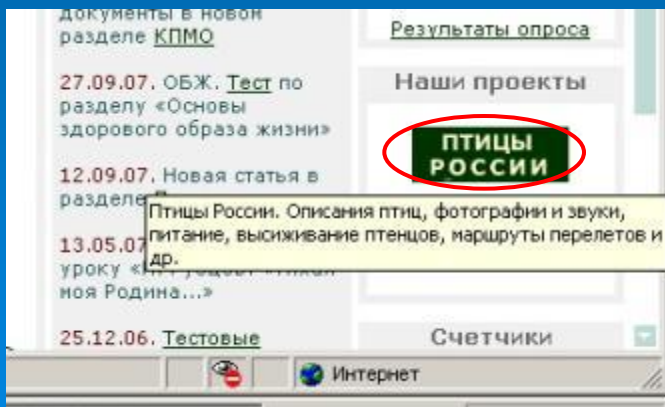 документы в новом
разделе КПМО
27.09.07. ОБЖ. Тест по
разделу «Основы
здорового образа жизни»
12.09.07. Новая статья в
разделе
13.05.07
уроку
моя Родина...»
25.12.06. Тестовые
Результаты опроса
Наши проекты
ПТИЦЫ
РОССИИ
Птицы России. Описания птиц, фотографии и звуки,
питание, высиживание птенцов, маршруты перелетов и
др.
Счетчики
Интернет